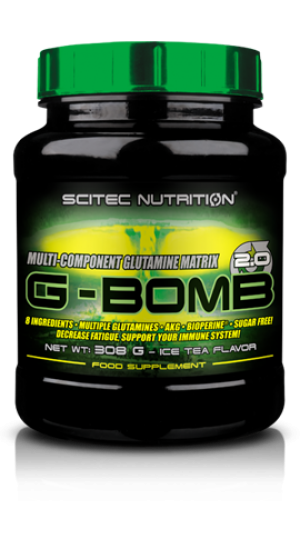 SCITEC NUTRITION
MULTI-COMPONENT GLUTAMINE MATRIX 2.0
G-BOMB
8 INGREDIENTS - MULTIPLE GLUTAMINES - AKG - BIOPERINE - SUGAR FREE!
DECREASE FATIGUE, SUPPORT YOUR IMMUNE SYSTEM!
NET WT. 308 G - ICE TEA FLAVOR
FOOD SUPPLEMENT